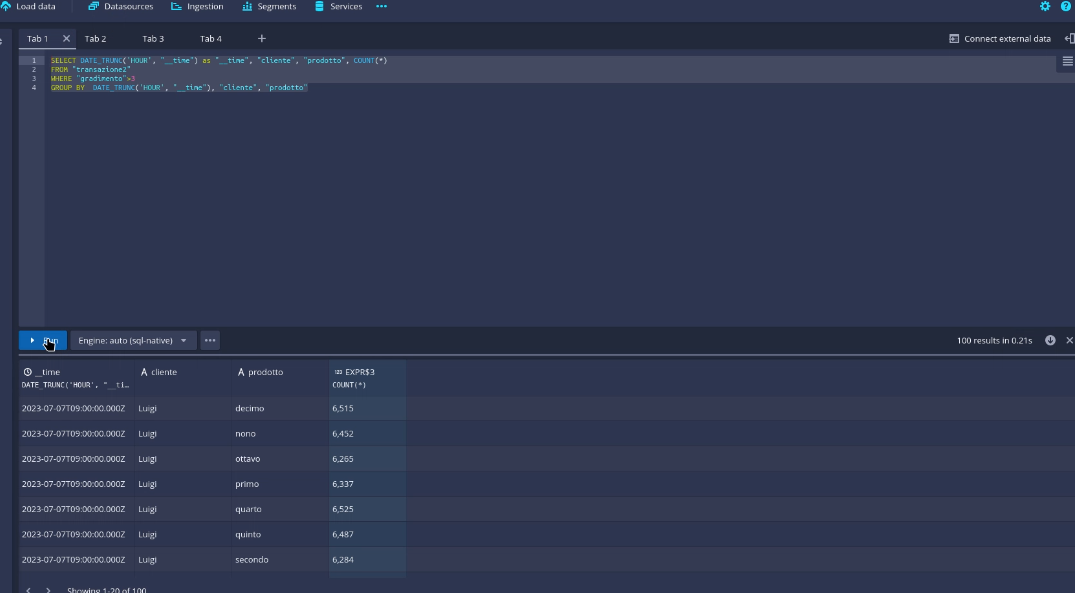 Load data Datasources Ingestion Segments Services
Tab 1 Tab 2 Tab 3 Tab 4 Connect external data
1 SELECT DATE_TRUNC('HOUR', "__time") as "__time", "cliente", "prodotto", COUNT(*)
2 FROM "transazione2"
3 WHERE "gradimento">3
4 GROUP BY DATE_TRUNC('HOUR', "__time"), "cliente", "prodotto"
Engine: auto (sql-native) 100 results in 0.21s
__time cliente prodotto 123 EXPR$3
DATE_TRUNC('HOUR', "__ti… COUNT(*)
2023-07-07T09:00:00.000Z Luigi decimo 6,515
2023-07-07T09:00:00.000Z Luigi nono 6,452
2023-07-07T09:00:00.000Z Luigi ottavo 6,265
2023-07-07T09:00:00.000Z Luigi primo 6,337
2023-07-07T09:00:00.000Z Luigi quarto 6,525
2023-07-07T09:00:00.000Z Luigi quinto 6,487
2023-07-07T09:00:00.000Z Luigi secondo 6,284
Showing 1-20 of 100